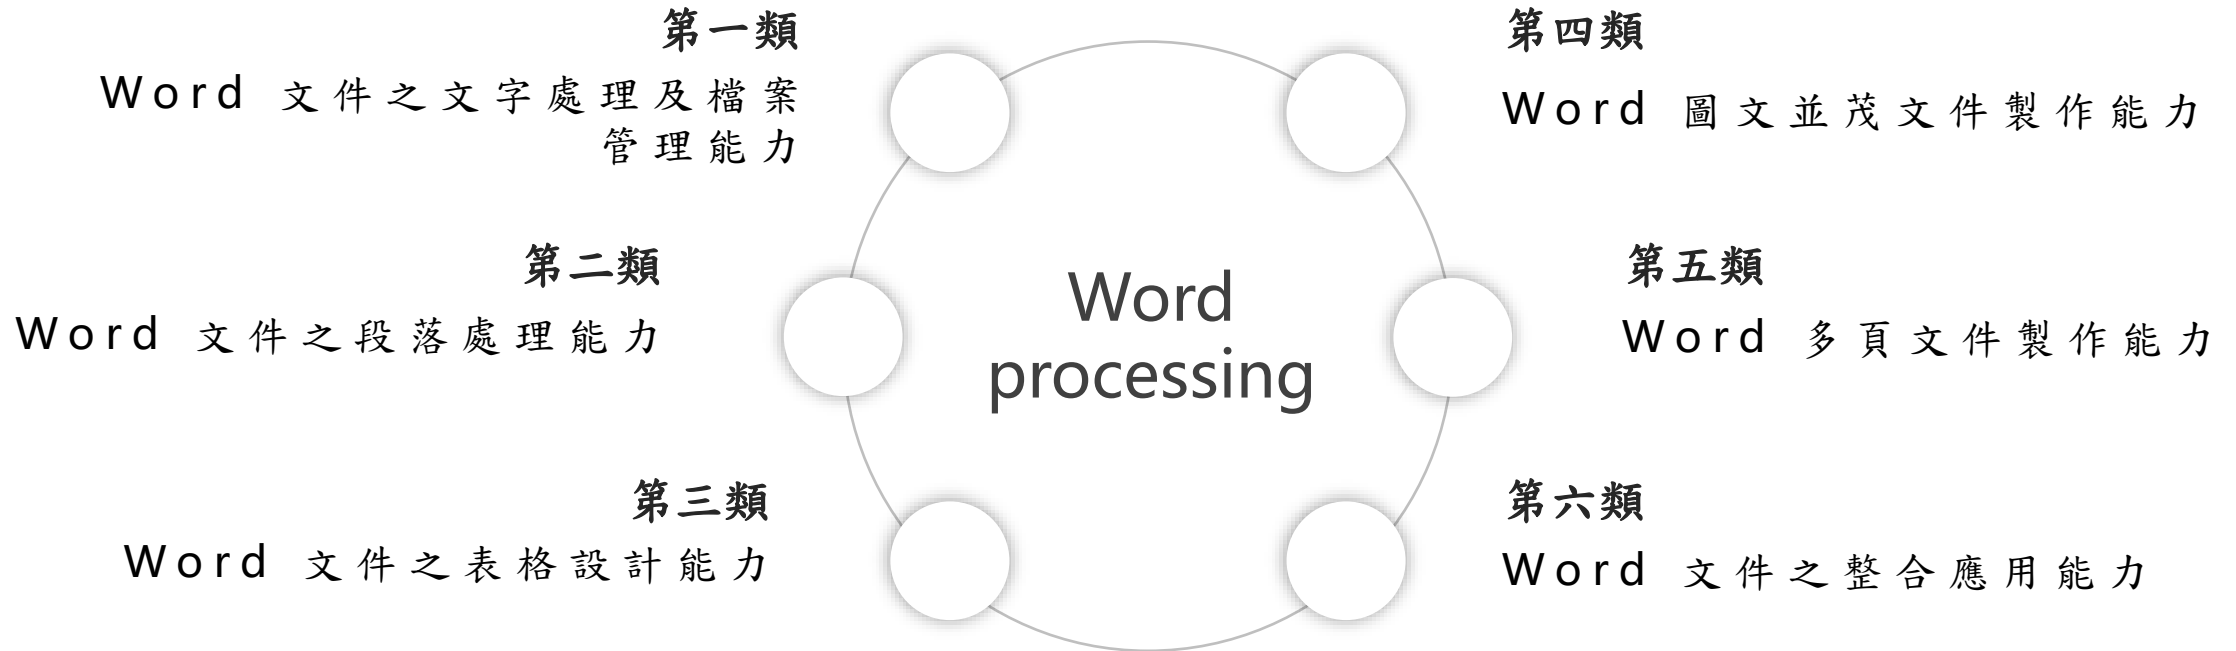 第一類
Word 文件之文字處理及檔案
管理能力
第二類
Word 文件之段落處理能力
第三類
Word 文件之表格設計能力
Word
processing
第四類
Word 圖文並茂文件製作能力
第五類
Word 多頁文件製作能力
第六類
Word 文件之整合應用能力